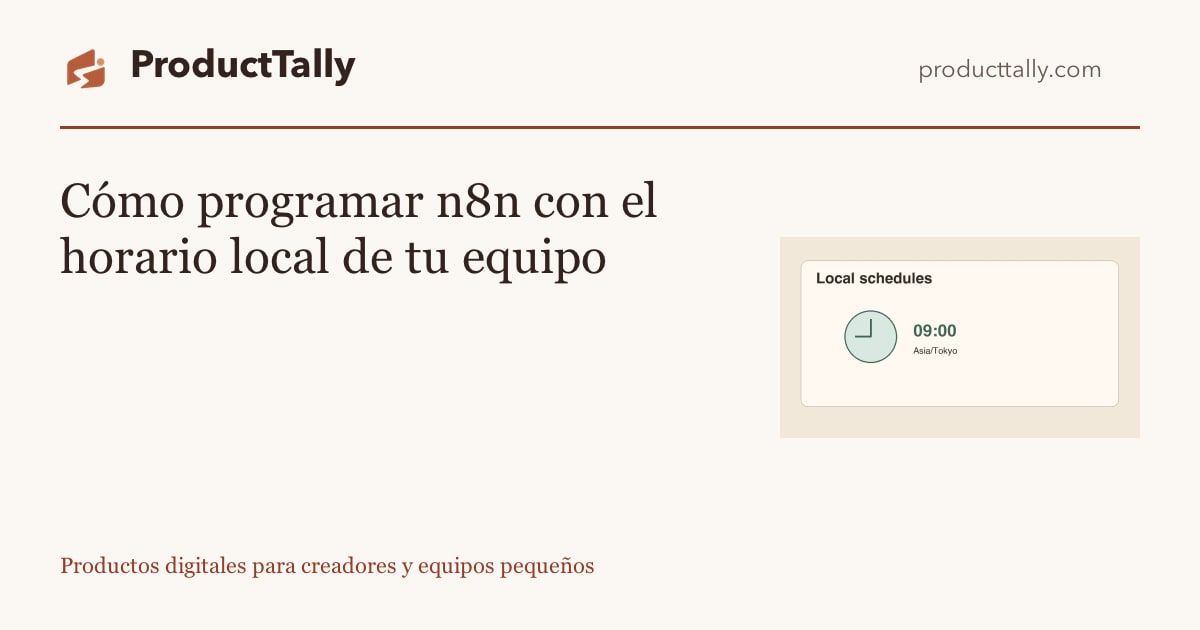 ProductTally
producttally.com
Cómo programar n8n con el
horario local de tu equipo
Local schedules
09:00
Asia/Tokyo
Productos digitales para creadores y equipos pequeños